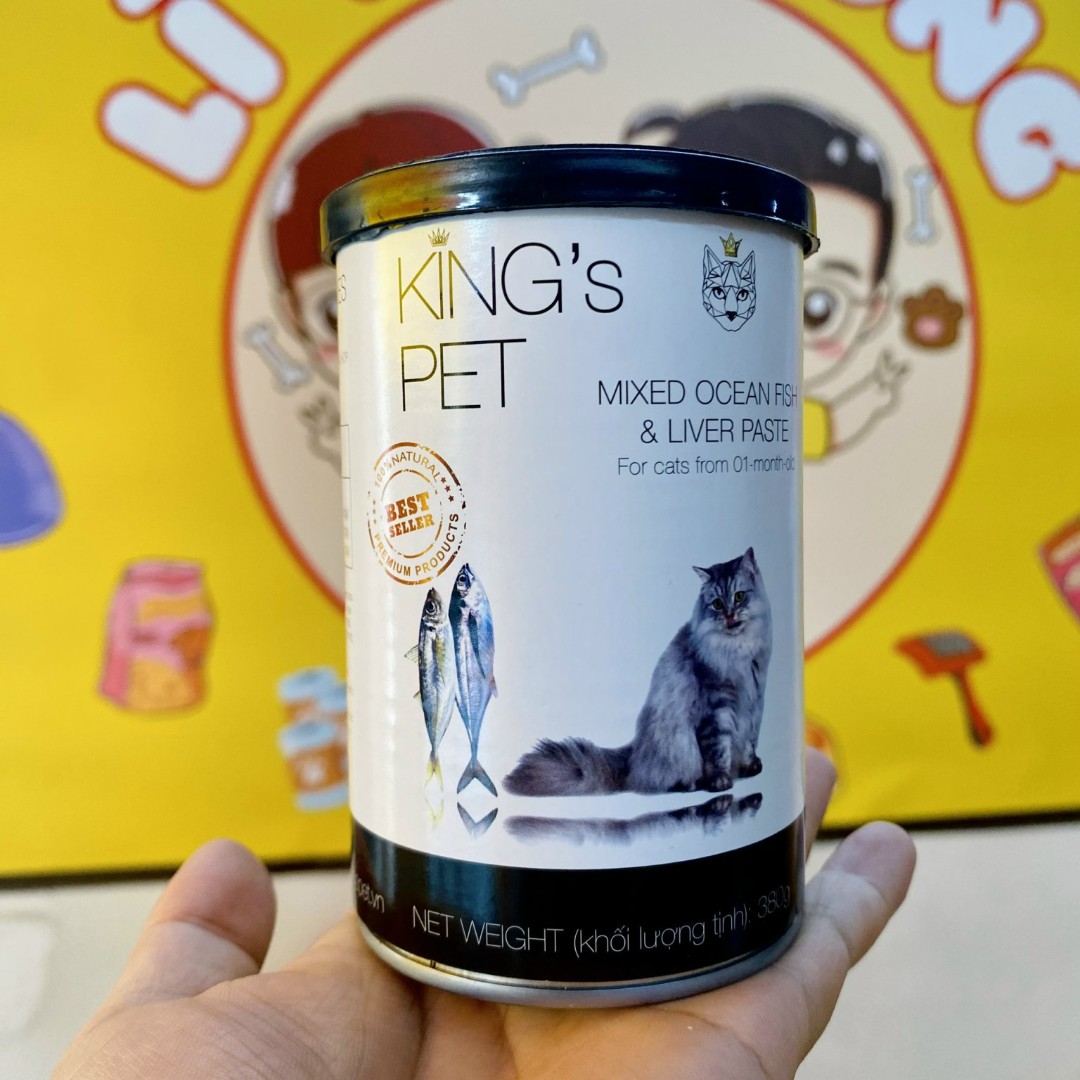 KING's
PET
MIXED OCEAN FISH
& LIVER PASTE
For cats from 01-month-old
100% NATURAL
BEST
SELLER
PREMIUM PRODUCTS
NET WEIGHT (khối lượng tịnh): 380g